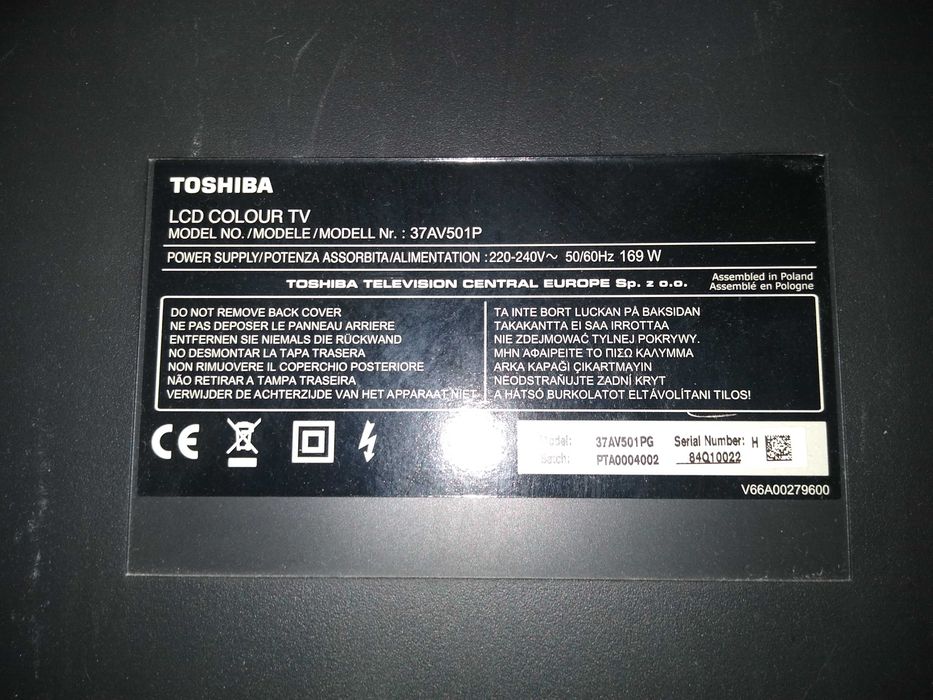 TOSHIBA
LCD COLOUR TV
MODEL NO./MODELE/MODELL Nr. : 37AV501P
POWER SUPPLY/POTENZA ASSORBITA/ALIMENTATION :220-240V~ 50/60Hz 169 W
TOSHIBA TELEVISION CENTRAL EUROPE Sp. z o.o.
Assembled in Poland
Assemblé en Pologne
DO NOT REMOVE BACK COVER
NE PAS DEPOSER LE PANNEAU ARRIERE
ENTFERNEN SIE NIEMALS DIE RÜCKWAND
NO DESMONTAR LA TAPA TRASERA
NON RIMUOVERE IL COPERCHIO POSTERIORE
NÃO RETIRAR A TAMPA TRASEIRA
VERWIJDER DE ACHTERZIJDE VAN HET APPARAAT NIET
TA INTE BORT LUCKAN PÅ BAKSIDAN
TAKAKANTTA EI SAA IRROTTAA
NIE ZDEJMOWAĆ TYLNEJ POKRYWY.
ΜΗΝ ΑΦΑΙΡΕΙΤΕ ΤΟ ΠΙΣΩ ΚΑΛΥΜΜΑ
ARKA KAPAĞI ÇIKARTMAYIN
NEODSTRAŇUJTE ZADNÍ KRYT
A HÁTSÓ BURKOLATOT ELTÁVOLÍTANI TILOS!
CE
Model: 37AV501PG Serial Number: H
Batch: PTA0004002 84Q10022
V66A00279600